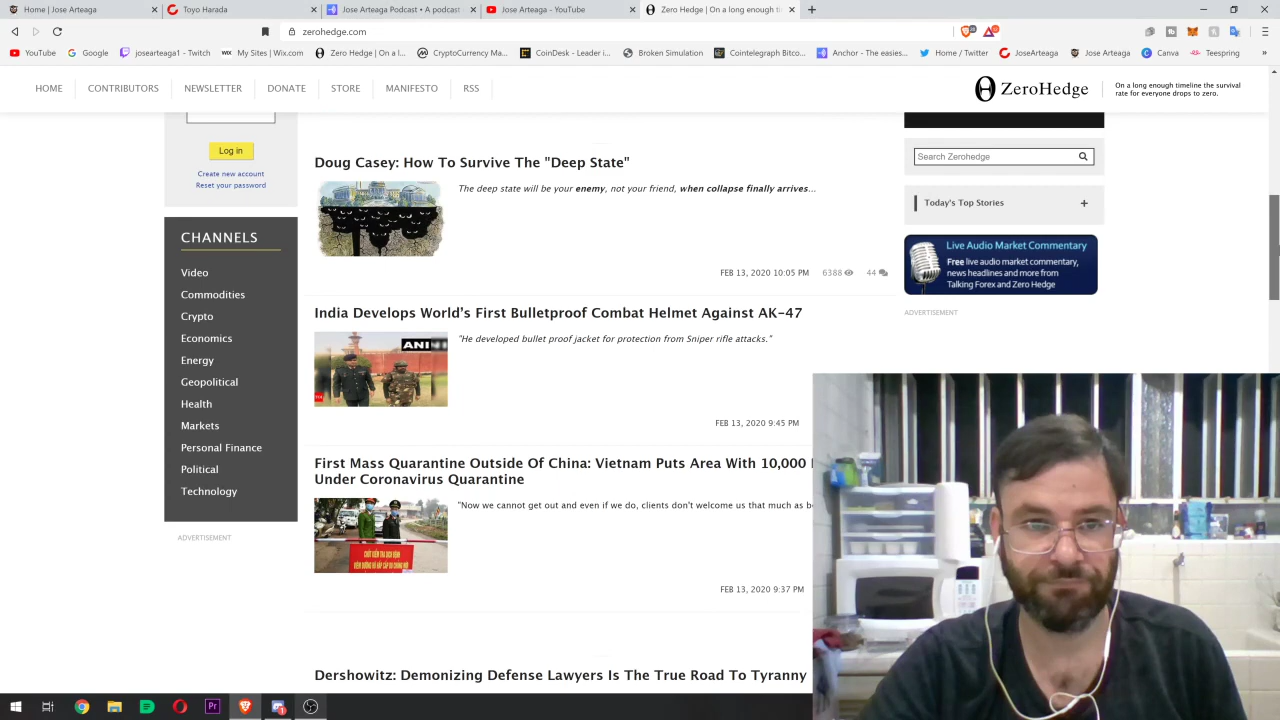 Home | Jose Arteaga
Toyo Harada
Jose Arteaga • A podcast
Jose Arteaga - YouTube
ZeroHedge | On a long enough ti
zerohedge.com
YouTube
Google
josearteaga1 - Twitch
My Sites | Wix.com
Zero Hedge | On a l...
CryptoCurrency Ma...
CoinDesk - Leader i...
Broken Simulation
Cointelegraph Bitco...
Anchor - The easies...
Home / Twitter
JoseArteaga
Jose Arteaga
Canva
Teespring
»
HOME
CONTRIBUTORS
NEWSLETTER
DONATE
STORE
MANIFESTO
RSS
ZeroHedge
On a long enough timeline the survival
rate for everyone drops to zero.
Log in
Create new account
Reset your password
CHANNELS
Video
Commodities
Crypto
Economics
Energy
Geopolitical
Health
Markets
Personal Finance
Political
Technology
ADVERTISEMENT
Doug Casey: How To Survive The "Deep State"
The deep state will be your enemy, not your friend, when collapse finally arrives...
FEB 13, 2020 10:05 PM 6388 44
India Develops World's First Bulletproof Combat Helmet Against AK-47
ANI
"He developed bullet proof jacket for protection from Sniper rifle attacks."
FEB 13, 2020 9:45 PM
First Mass Quarantine Outside Of China: Vietnam Puts Area With 10,000
Under Coronavirus Quarantine
"Now we cannot get out and even if we do, clients don't welcome us that much as
FEB 13, 2020 9:37 PM
Dershowitz: Demonizing Defense Lawyers Is The True Road To Tyranny
Search Zerohedge
Today's Top Stories
+
Live Audio Market Commentary
Free live audio market commentary,
news headlines and more from
Talking Forex and Zero Hedge
ADVERTISEMENT